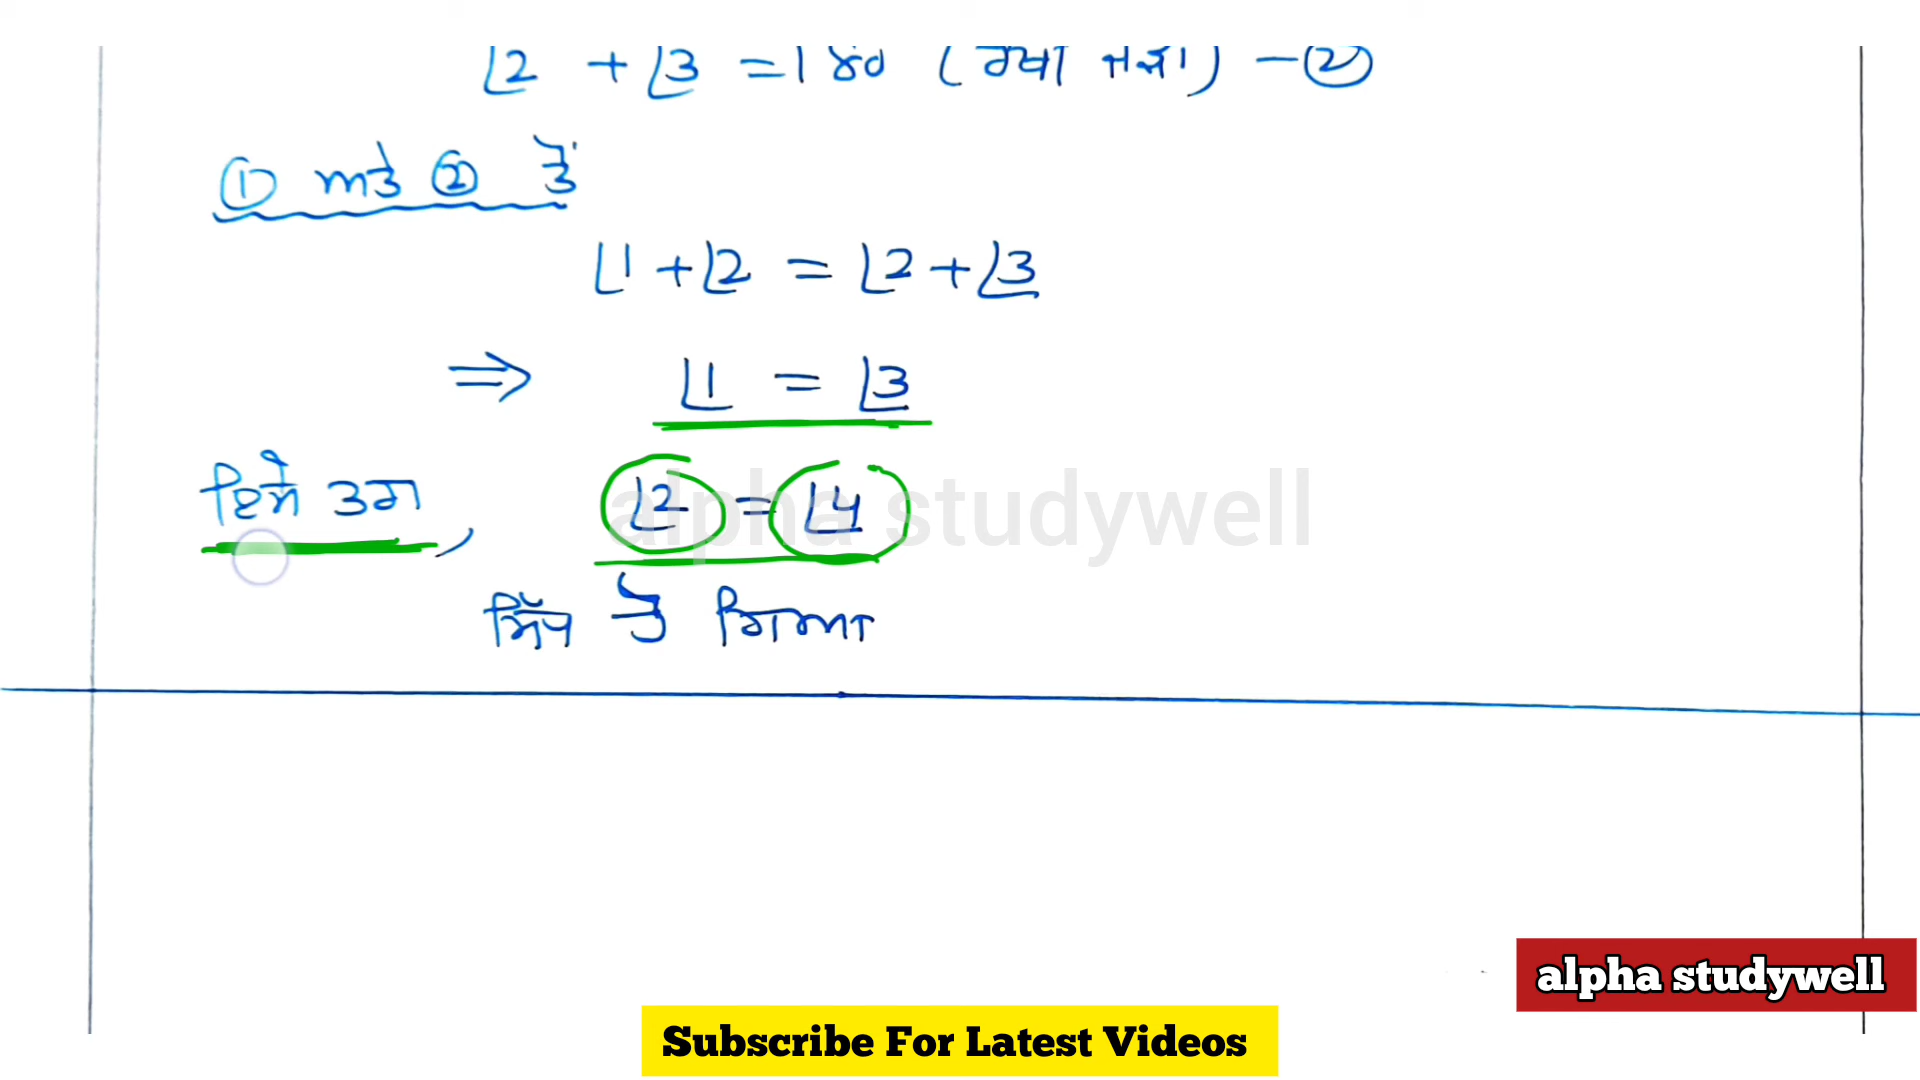 ∠2 + ∠3 = 180 (ਰੇਖੀ ਜੋੜਾ) — ②
① ਅਤੇ ② ਤੋਂ
∠1 + ∠2 = ∠2 + ∠3
⇒ ∠1 = ∠3
ਇਸੇ ਤਰਾਂ, ∠2 = ∠4
ਸਿੱਧ ਹੋ ਗਿਆ
alpha studywell
alpha studywell
Subscribe For Latest Videos